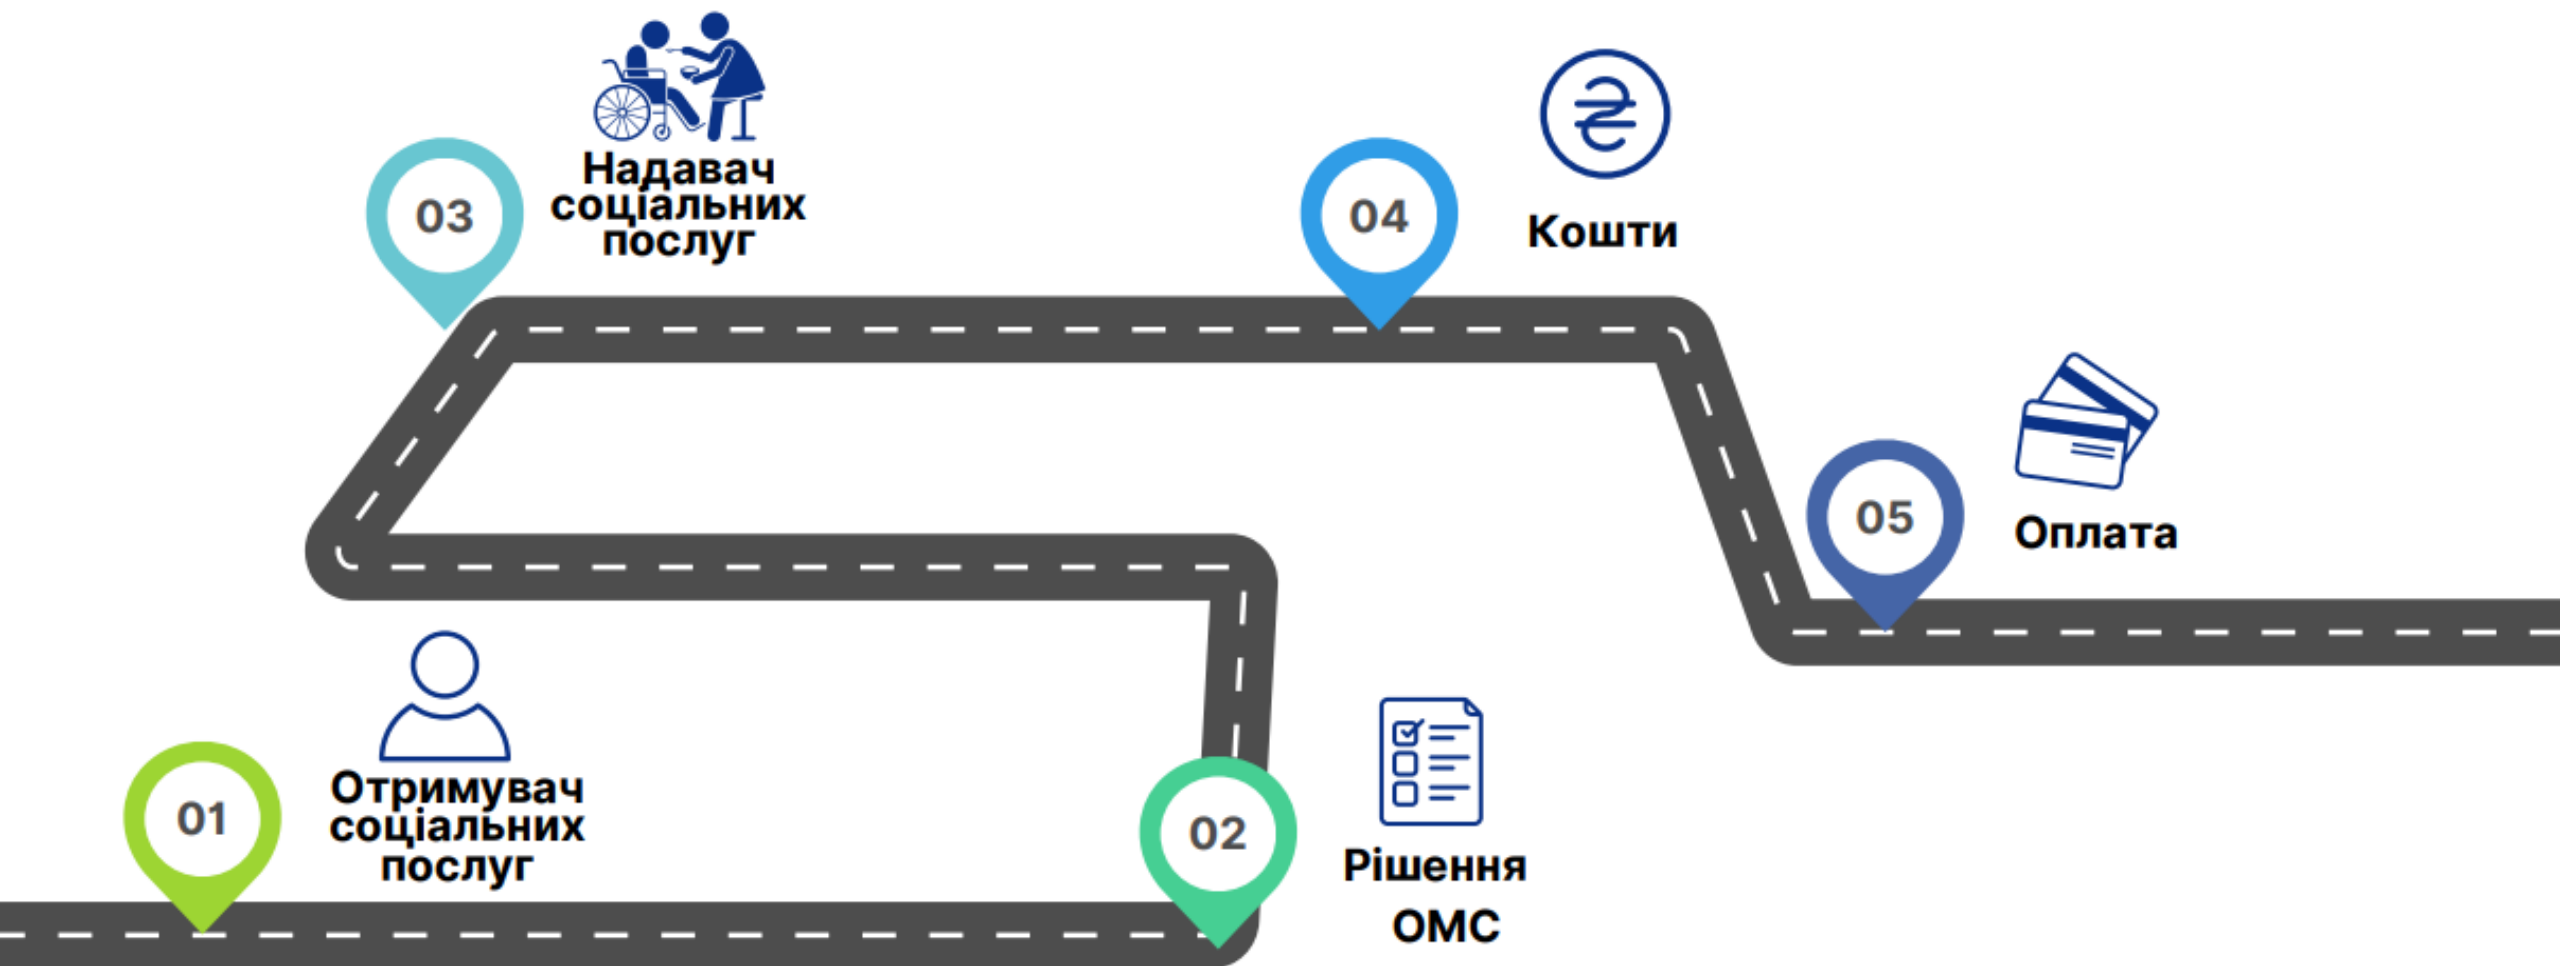 03
Надавач
соціальних
послуг
04
₴
Кошти
05
Оплата
01
Отримувач
соціальних
послуг
02
Рішення
ОМС